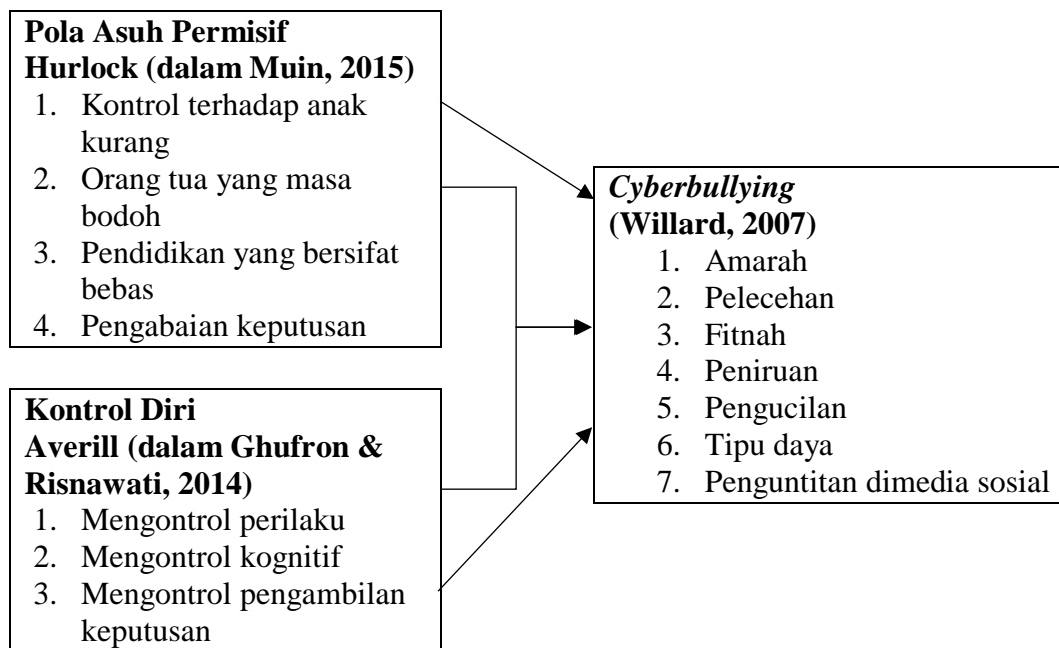 Pola Asuh Permisif
Hurlock (dalam Muin, 2015)
1. Kontrol terhadap anak
kurang
2. Orang tua yang masa
bodoh
3. Pendidikan yang bersifat
bebas
4. Pengabaian keputusan
Kontrol Diri
Averill (dalam Ghufron &
Risnawati, 2014)
1. Mengontrol perilaku
2. Mengontrol kognitif
3. Mengontrol pengambilan
keputusan
Cyberbullying
(Willard, 2007)
1. Amarah
2. Pelecehan
3. Fitnah
4. Peniruan
5. Pengucilan
6. Tipu daya
7. Penguntitan dimedia sosial